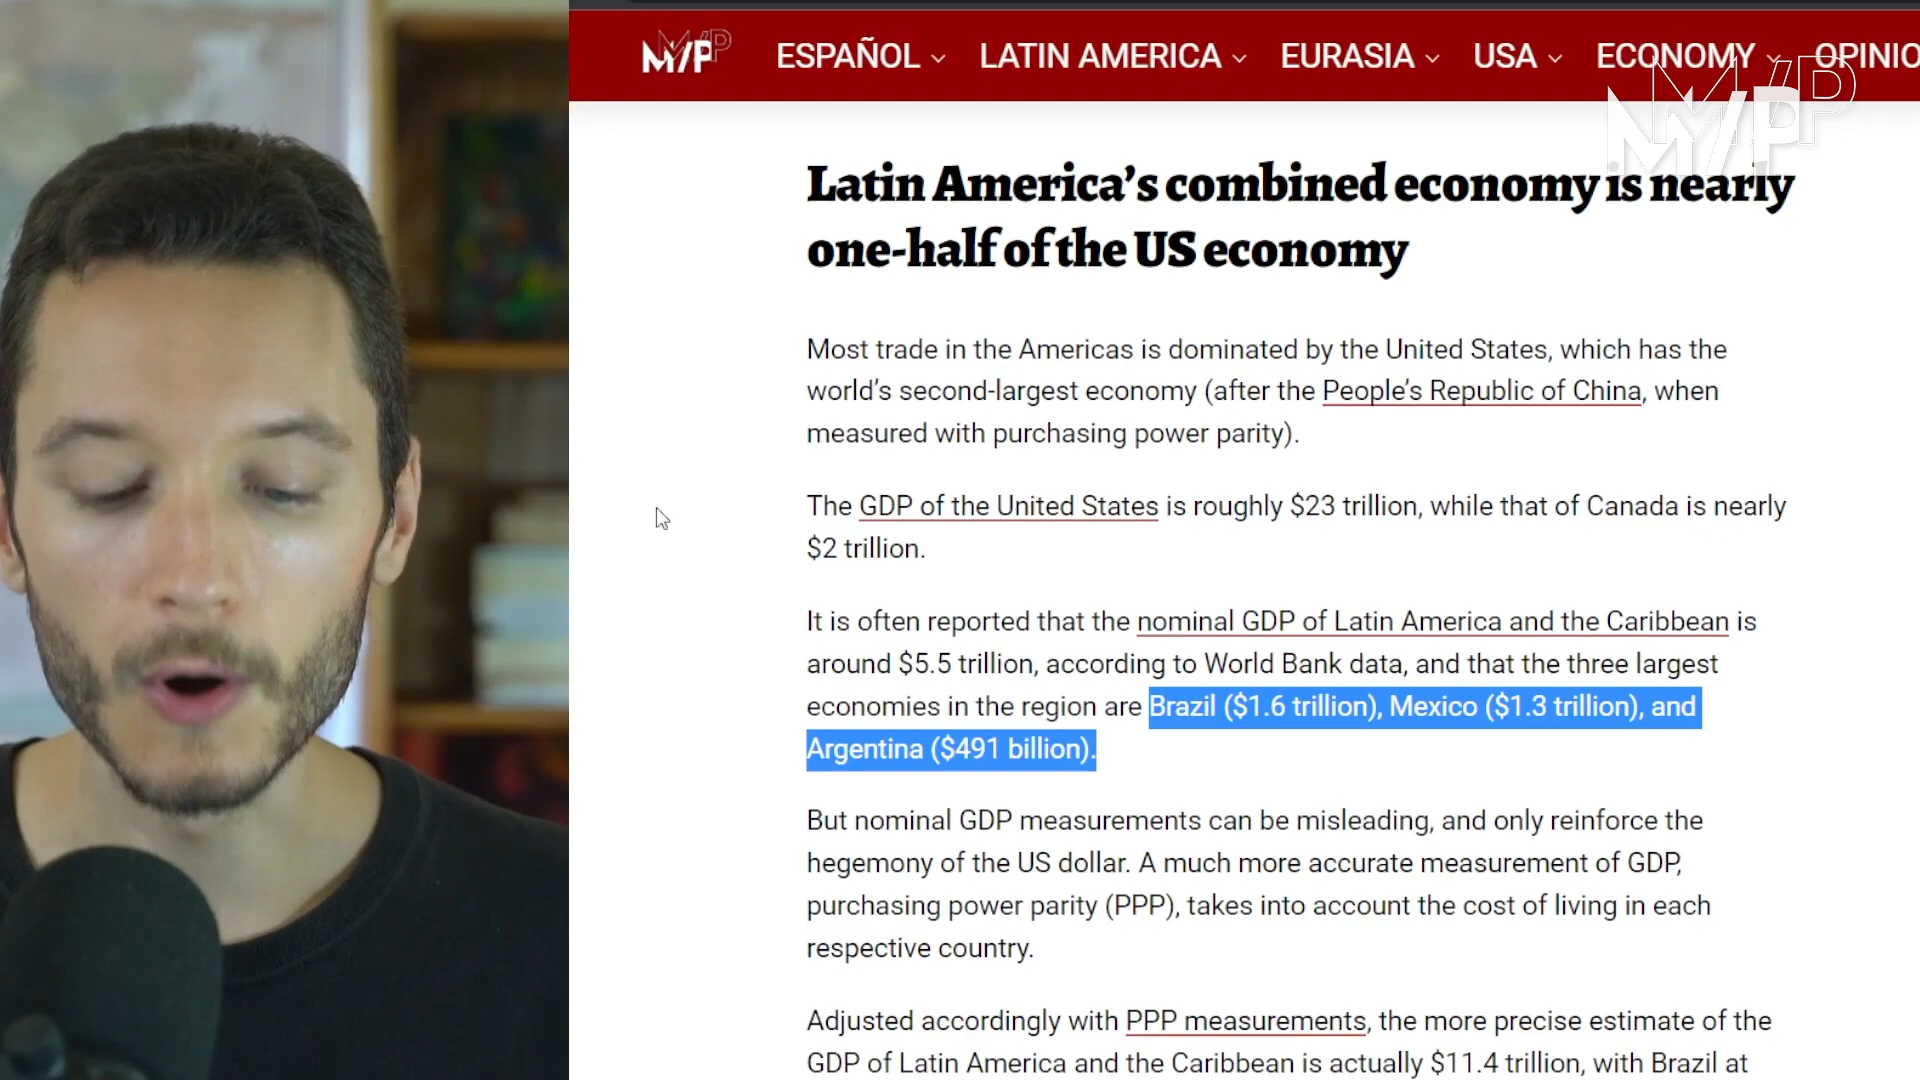 M/P
ESPAÑOL
LATIN AMERICA
EURASIA
USA
ECONOMY
OPINIO
M/P
Latin America’s combined economy is nearly
one-half of the US economy
Most trade in the Americas is dominated by the United States, which has the
world’s second-largest economy (after the People’s Republic of China, when
measured with purchasing power parity).
The GDP of the United States is roughly $23 trillion, while that of Canada is nearly
$2 trillion.
It is often reported that the nominal GDP of Latin America and the Caribbean is
around $5.5 trillion, according to World Bank data, and that the three largest
economies in the region are Brazil ($1.6 trillion), Mexico ($1.3 trillion), and
Argentina ($491 billion).
But nominal GDP measurements can be misleading, and only reinforce the
hegemony of the US dollar. A much more accurate measurement of GDP,
purchasing power parity (PPP), takes into account the cost of living in each
respective country.
Adjusted accordingly with PPP measurements, the more precise estimate of the
GDP of Latin America and the Caribbean is actually $11.4 trillion, with Brazil at